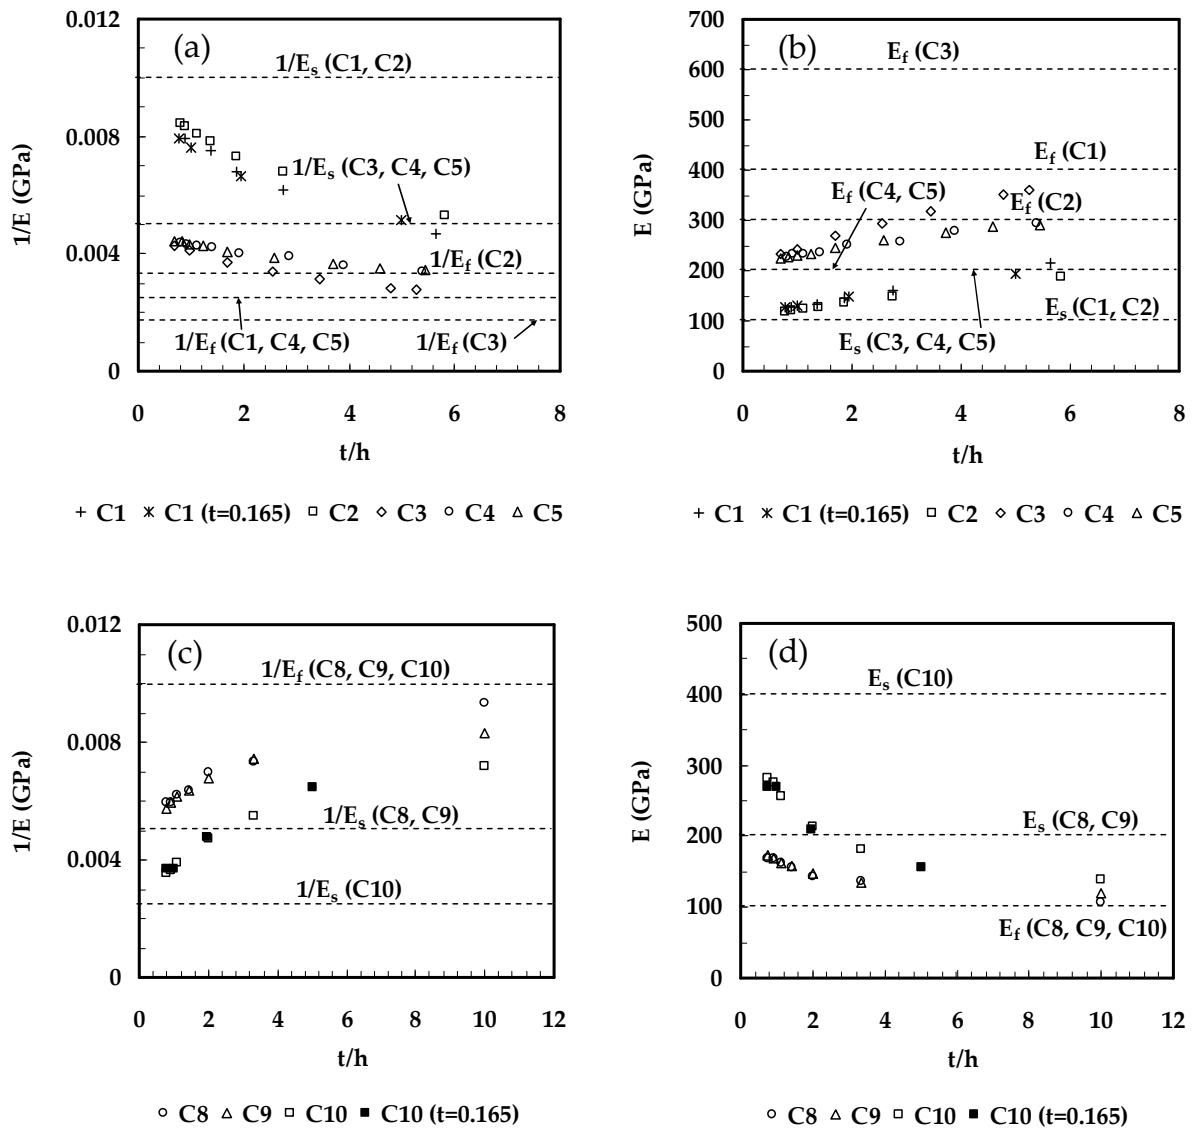 (a)
1/E (GPa)
0.012
0.008
0.004
0
1/Es (C1, C2)
1/Es (C3, C4, C5)
1/Ef (C2)
1/Ef (C1, C4, C5)
1/Ef (C3)
0 2 4 6 8
t/h
C1 C1 (t=0.165) C2 C3 C4 C5
(b)
E (GPa)
700
600
500
400
300
200
100
0
Ef (C3)
Ef (C1)
Ef (C4, C5)
Ef (C2)
Es (C1, C2)
Es (C3, C4, C5)
0 2 4 6 8
t/h
C1 C1 (t=0.165) C2 C3 C4 C5
(c)
1/E (GPa)
0.012
0.008
0.004
0
1/Ef (C8, C9, C10)
1/Es (C8, C9)
1/Es (C10)
0 2 4 6 8 10 12
t/h
C8 C9 C10 C10 (t=0.165)
(d)
E (GPa)
500
400
300
200
100
0
Es (C10)
Es (C8, C9)
Ef (C8, C9, C10)
0 2 4 6 8 10 12
t/h
C8 C9 C10 C10 (t=0.165)